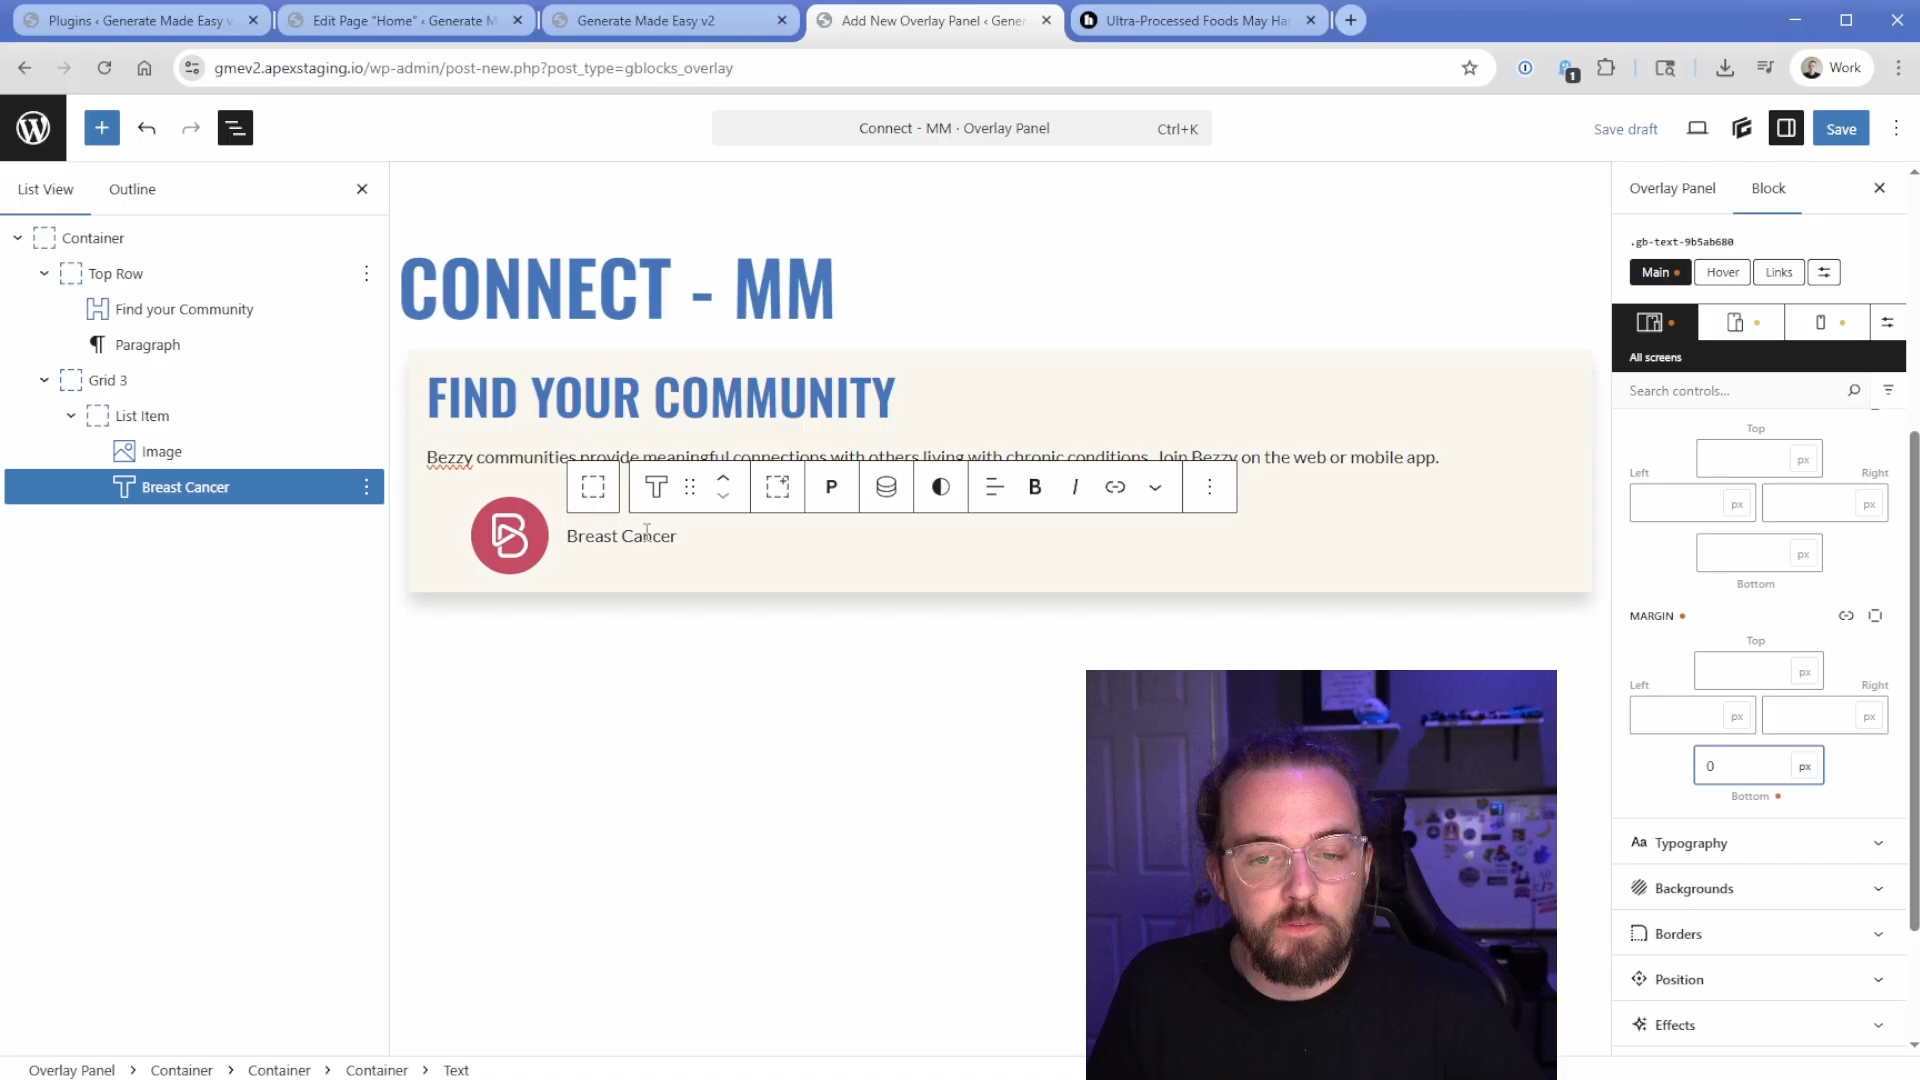 Plugins ‹ Generate Made Easy v
Edit Page "Home" ‹ Generate M
Generate Made Easy v2
Add New Overlay Panel ‹ Gener
Ultra-Processed Foods May Har
gmev2.apexstaging.io/wp-admin/post-new.php?post_type=gblocks_overlay
1
Work
Connect - MM · Overlay Panel
Ctrl+K
Save draft
Save
List View
Outline
Container
Top Row
Find your Community
Paragraph
Grid 3
List Item
Image
Breast Cancer
CONNECT - MM
FIND YOUR COMMUNITY
Bezzy communities provide meaningful connections with others living with chronic conditions. Join Bezzy on the web or mobile app.
P
B
I
Breast Cancer
Overlay Panel
Block
.gb-text-9b5ab680
Main
Hover
Links
All screens
Search controls...
Top
px
Left
Right
px
px
px
Bottom
MARGIN
Top
px
Left
Right
px
px
0
px
Bottom
Aa Typography
Backgrounds
Borders
Position
Effects
Overlay Panel > Container > Container > Container > Text